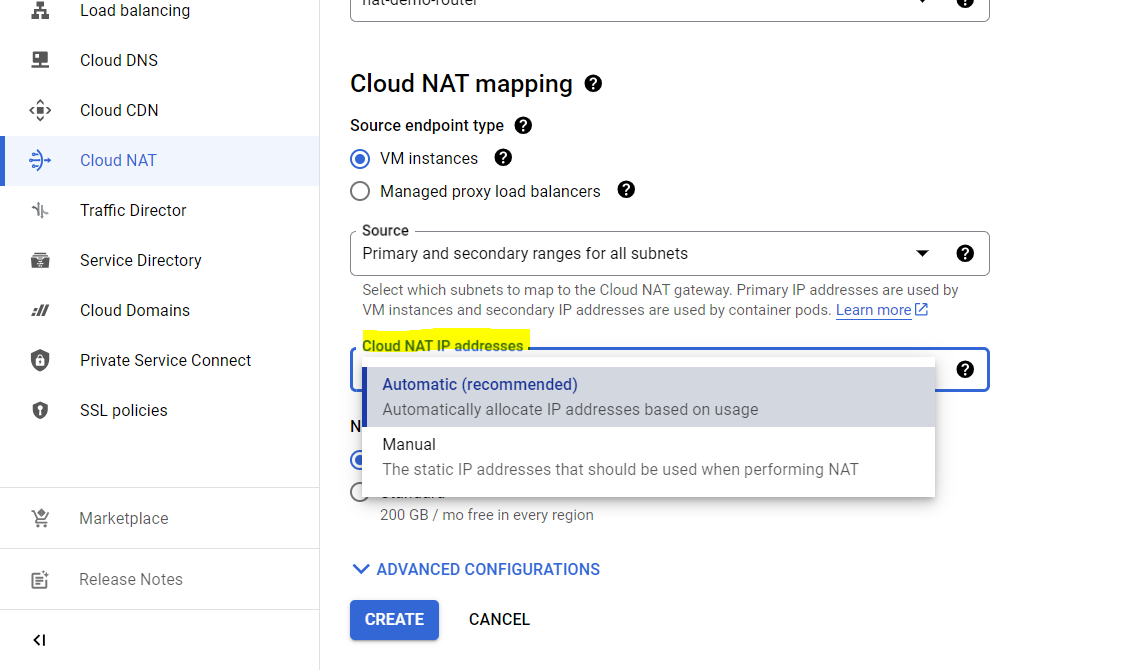 Load balancing
Cloud DNS
Cloud CDN
Cloud NAT
Traffic Director
Service Directory
Cloud Domains
Private Service Connect
SSL policies
Marketplace
Release Notes
nat-demo-router
Cloud NAT mapping
Source endpoint type
VM instances
Managed proxy load balancers
Source
Primary and secondary ranges for all subnets
Select which subnets to map to the Cloud NAT gateway. Primary IP addresses are used by
VM instances and secondary IP addresses are used by container pods. Learn more
Cloud NAT IP addresses
Automatic (recommended)
Automatically allocate IP addresses based on usage
N
Manual
The static IP addresses that should be used when performing NAT
Standard
200 GB / mo free in every region
ADVANCED CONFIGURATIONS
CREATE
CANCEL